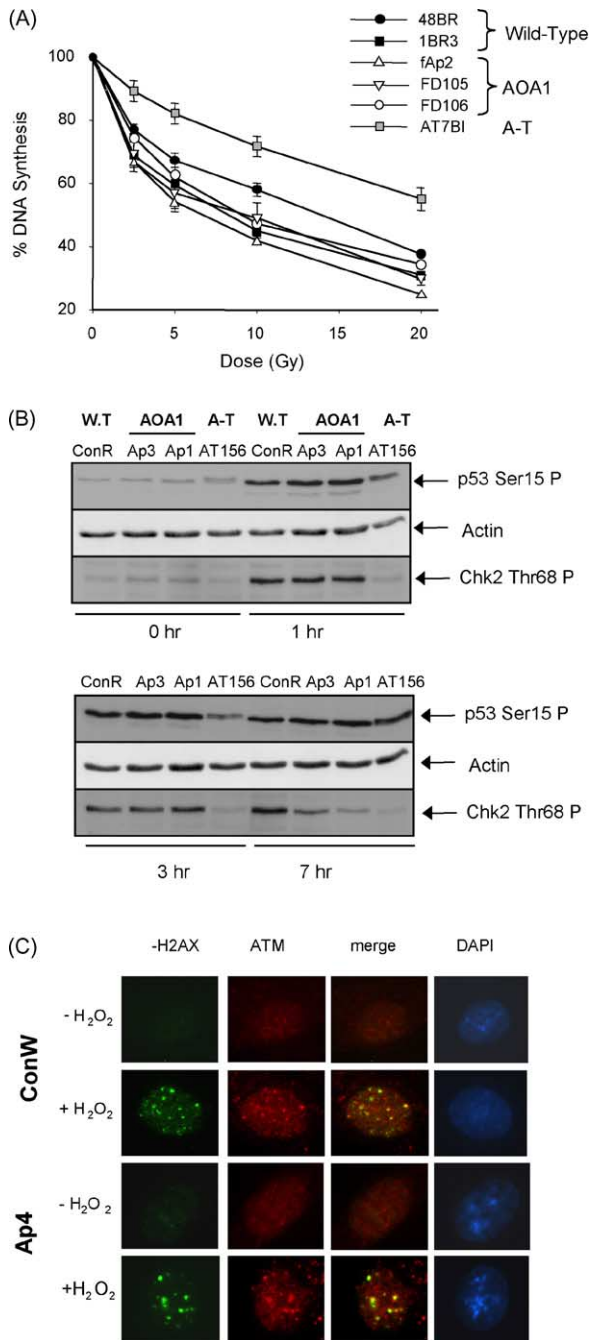 (A)
48BR
1BR3
Wild-Type
fAp2
FD105
FD106
AOA1
AT7BI
A-T
% DNA Synthesis
100
80
60
40
20
0 5 10 15 20
Dose (Gy)
(B)
W.T AOA1 A-T W.T AOA1 A-T
ConR Ap3 Ap1 AT156 ConR Ap3 Ap1 AT156
p53 Ser15 P
Actin
Chk2 Thr68 P
0 hr 1 hr
ConR Ap3 Ap1 AT156 ConR Ap3 Ap1 AT156
p53 Ser15 P
Actin
Chk2 Thr68 P
3 hr 7 hr
(C)
-H2AX ATM merge DAPI
ConW
- H2O2
+ H2O2
Ap4
- H2O2
+H2O2